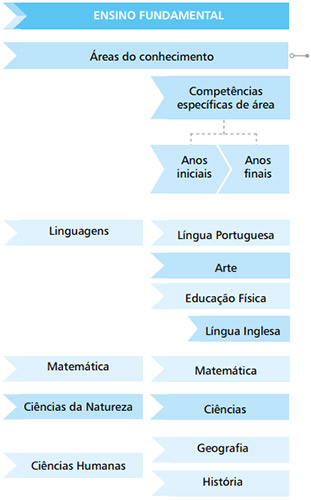 ENSINO FUNDAMENTAL
Áreas do conhecimento
Competências
específicas de área
Anos
iniciais
Anos
finais
Linguagens
Língua Portuguesa
Arte
Educação Física
Língua Inglesa
Matemática
Matemática
Ciências da Natureza
Ciências
Ciências Humanas
Geografia
História